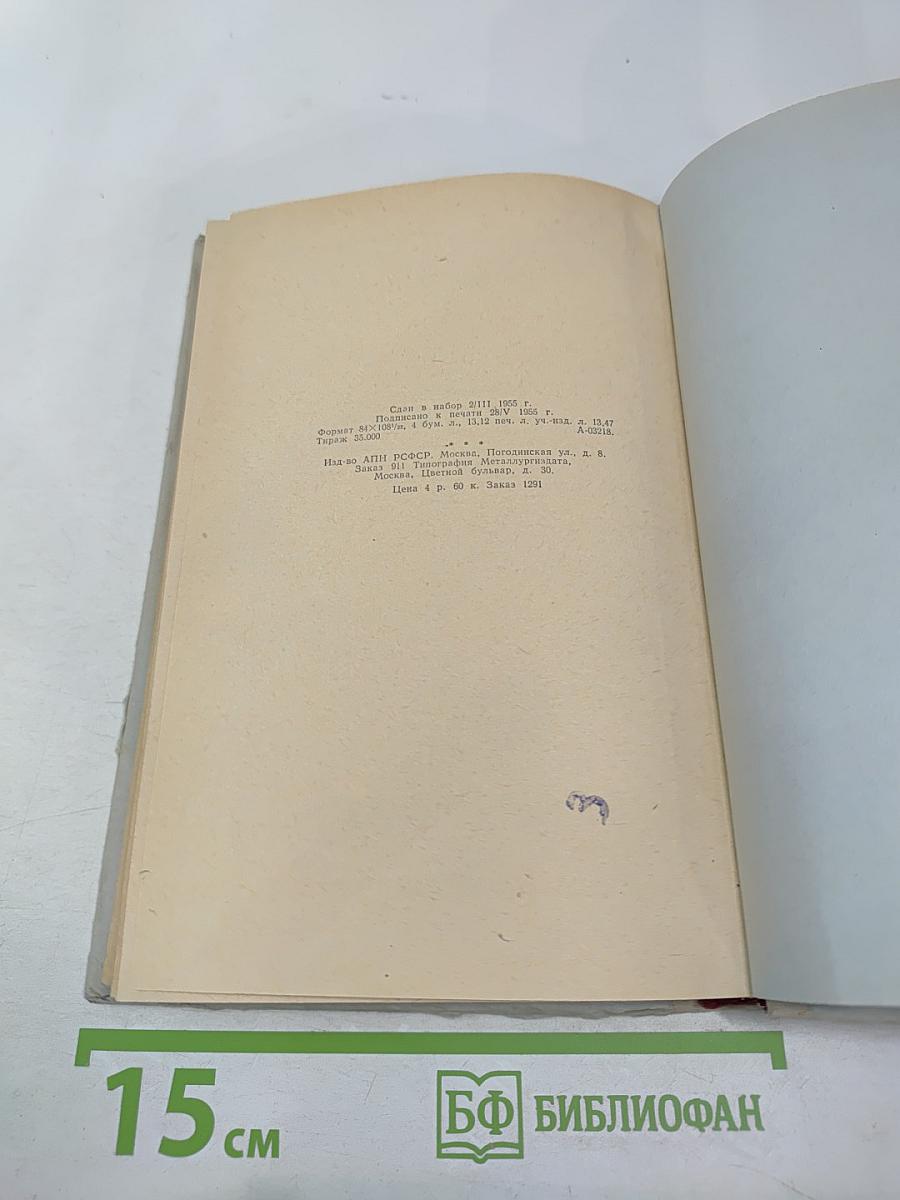 Сдан в набор 2/III 1955 г.
Подписано к печати 28/V 1955 г.
Формат 84×108¹/₃₂, 4 бум. л., 13,12 печ. л. уч.-изд. л. 13,47
Тираж 35.000 А-03218.
* * *
Изд-во АПН РСФСР. Москва, Погодинская ул., д. 8.
Заказ 911 Типография Металлургиздата,
Москва, Цветной бульвар, д. 30.
Цена 4 р. 60 к. Заказ 1291
15 см
БФ БИБЛИОФАН